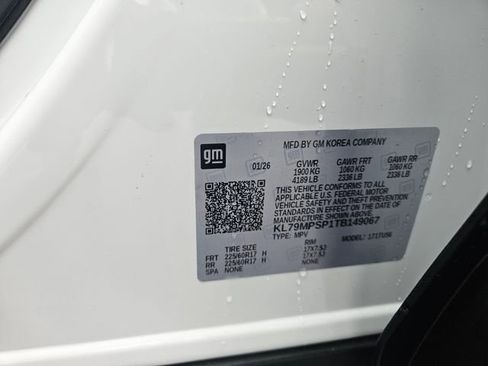 gm
MFD BY GM KOREA COMPANY
01/26 GVWR GAWR FRT GAWR RR
1900 KG 1060 KG 1060 KG
4189 LB 2336 LB 2336 LB
THIS VEHICLE CONFORMS TO ALL
APPLICABLE U.S. FEDERAL MOTOR
VEHICLE SAFETY AND THEFT
PREVENTION STANDARDS IN EFFECT ON
THE DATE OF MANUFACTURE SHOWN ABOVE.
KL79MPSP1TB149067
TYPE: MPV MODEL: 1TU56
TIRE SIZE RIM
FRT 225/60R17 H 17X7.5J
RR 225/60R17 H 17X7.5J
SPA NONE NONE